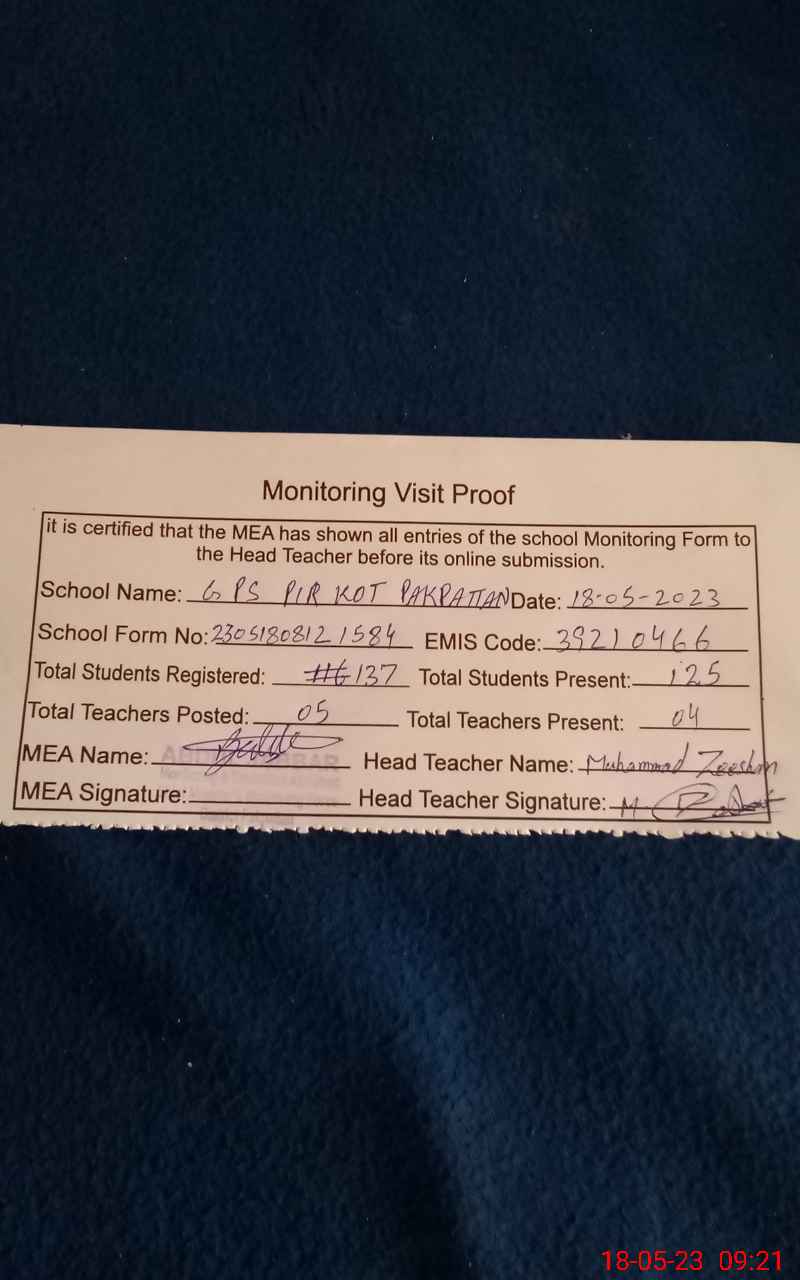 Monitoring Visit Proof
it is certified that the MEA has shown all entries of the school Monitoring Form to
the Head Teacher before its online submission.
School Name: G PS PIR KOT PAKPATTAN Date: 18-05-2023
School Form No: 23051808121584 EMIS Code: 39210466
Total Students Registered: 137 Total Students Present: 125
Total Teachers Posted: 05 Total Teachers Present: 04
MEA Name: Head Teacher Name: Muhammad Zeeshan
MEA Signature: Head Teacher Signature:
18-05-23 09:21